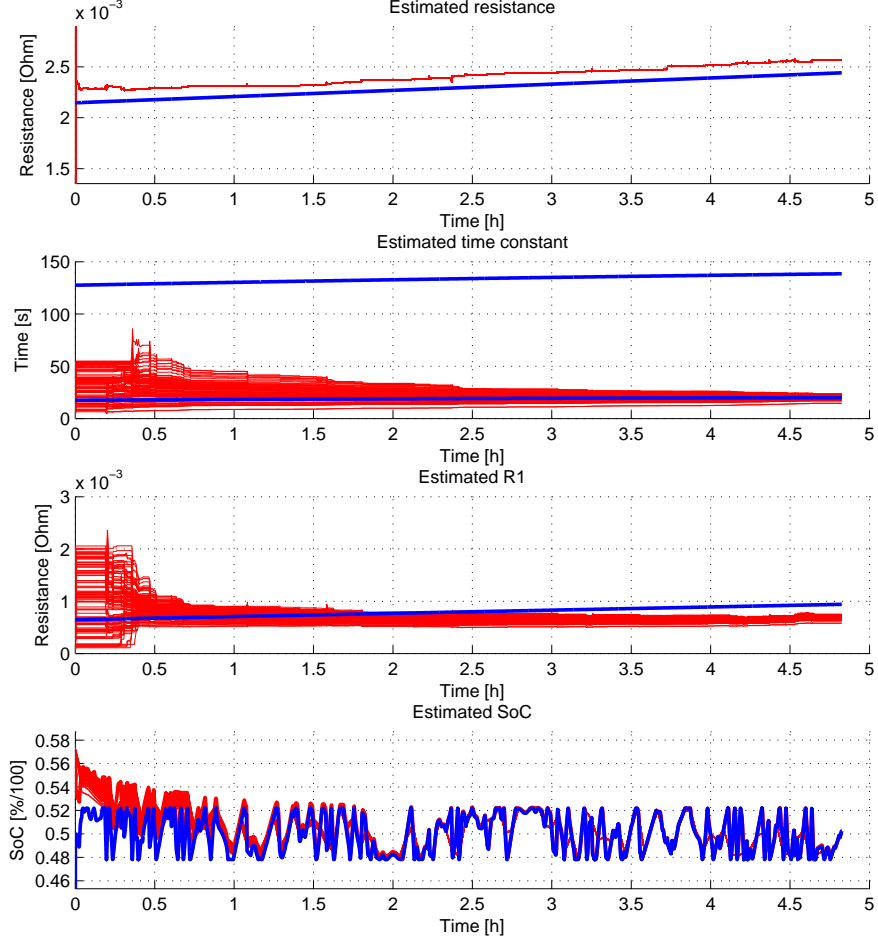 Estimated resistance
x 10⁻³
2.5
2
1.5
Resistance [Ohm]
0 0.5 1 1.5 2 2.5 3 3.5 4 4.5 5
Time [h]
Estimated time constant
150
100
50
0
Time [s]
0 0.5 1 1.5 2 2.5 3 3.5 4 4.5 5
Time [h]
Estimated R1
x 10⁻³
3
2
1
0
Resistance [Ohm]
0 0.5 1 1.5 2 2.5 3 3.5 4 4.5 5
Time [h]
Estimated SoC
0.58
0.56
0.54
0.52
0.5
0.48
0.46
SoC [%/100]
0 0.5 1 1.5 2 2.5 3 3.5 4 4.5 5
Time [h]